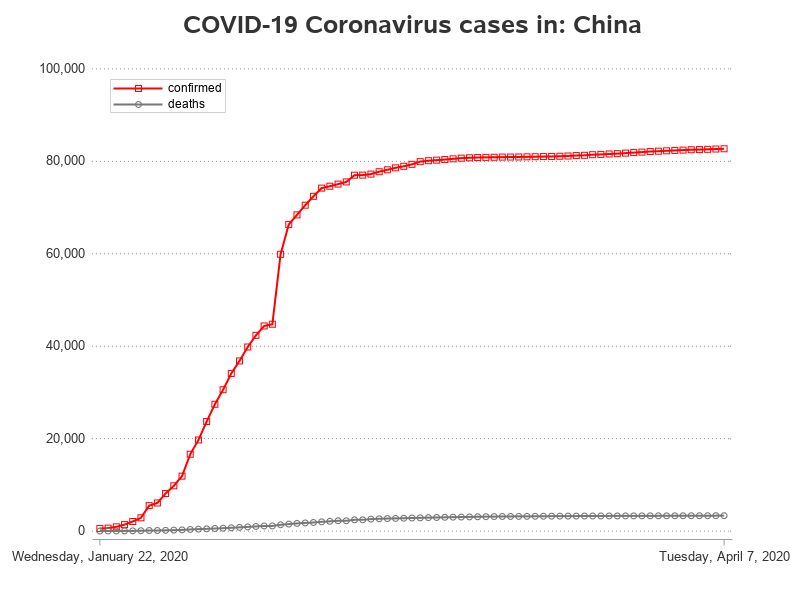 COVID-19 Coronavirus cases in: China
100,000
confirmed
deaths
80,000
60,000
40,000
20,000
0
Wednesday, January 22, 2020 Tuesday, April 7, 2020